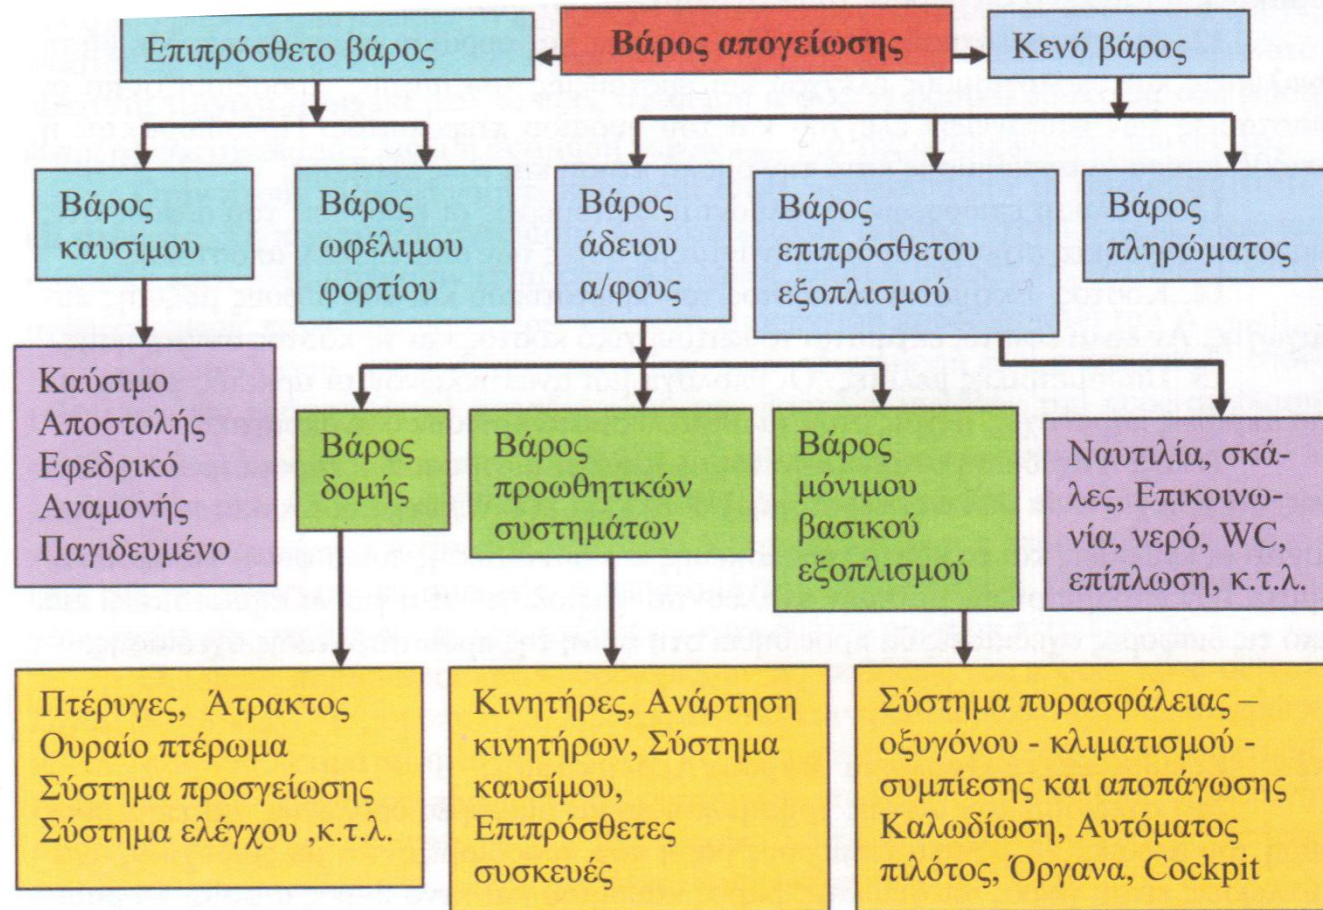 Επιπρόσθετο βάρος
Βάρος απογείωσης
Κενό βάρος
Βάρος
καυσίμου
Βάρος
ωφέλιμου
φορτίου
Βάρος
άδειου
α/φους
Βάρος
επιπρόσθετου
εξοπλισμού
Βάρος
πληρώματος
Καύσιμο
Αποστολής
Εφεδρικό
Αναμονής
Παγιδευμένο
Βάρος
δομής
Βάρος
προωθητικών
συστημάτων
Βάρος
μόνιμου
βασικού
εξοπλισμού
Ναυτιλία, σκά-
λες, Επικοινω-
νία, νερό, WC,
επίπλωση, κ.τ.λ.
Πτέρυγες, Άτρακτος
Ουραίο πτέρωμα
Σύστημα προσγείωσης
Σύστημα ελέγχου ,κ.τ.λ.
Κινητήρες, Ανάρτηση
κινητήρων, Σύστημα
καυσίμου,
Επιπρόσθετες
συσκευές
Σύστημα πυρασφάλειας –
οξυγόνου - κλιματισμού -
συμπίεσης και αποπάγωσης
Καλωδίωση, Αυτόματος
πιλότος, Όργανα, Cockpit